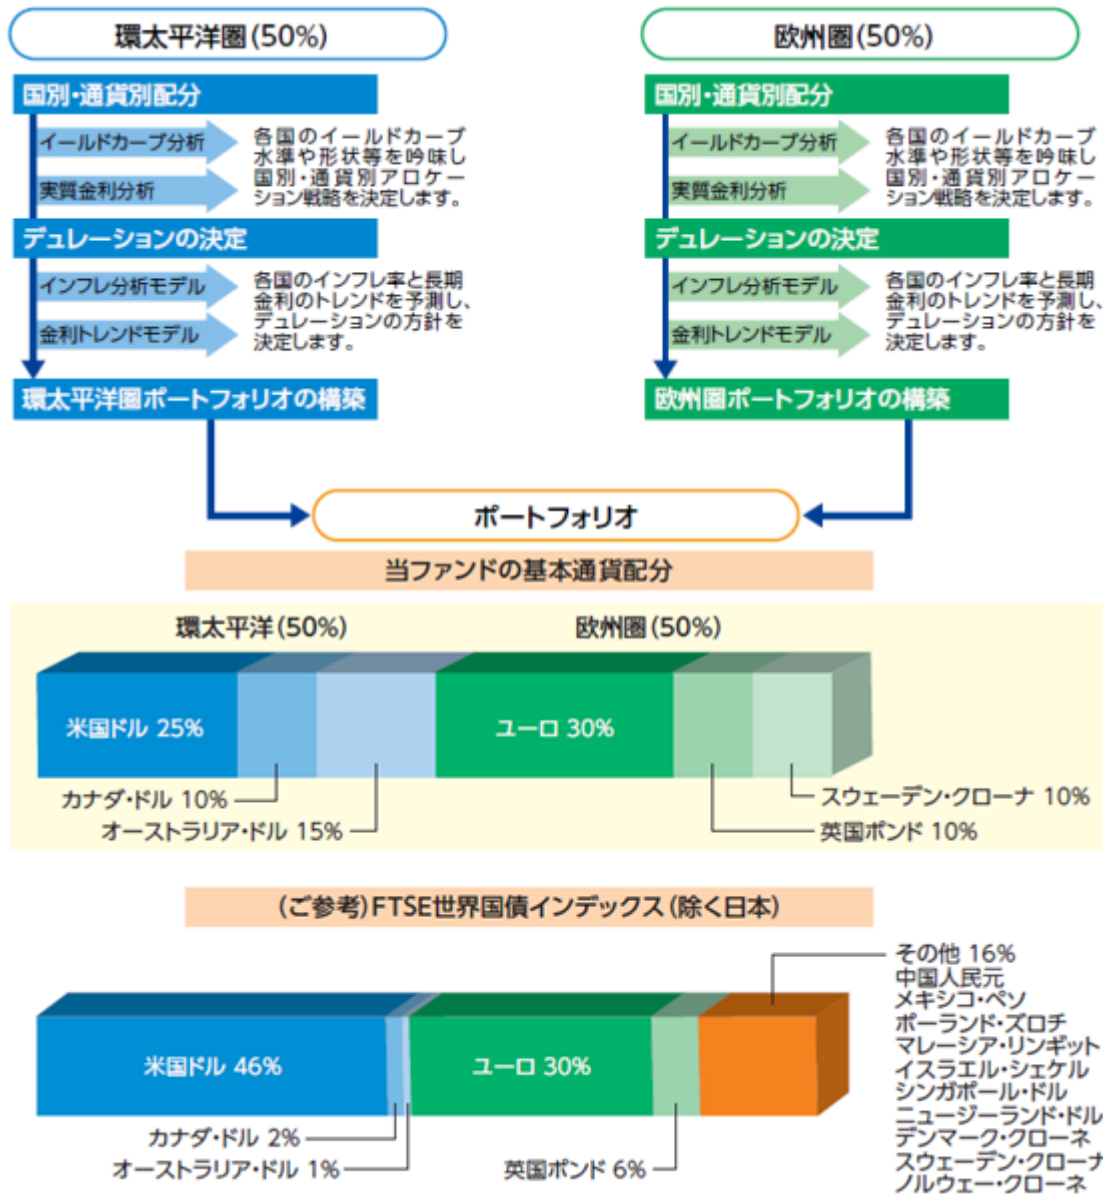 環太平洋圏(50%)
国別・通貨別配分
イールドカーブ分析
実質金利分析
各国のイールドカーブ
水準や形状等を吟味し
国別・通貨別アロケー
ション戦略を決定します。
デュレーションの決定
インフレ分析モデル
金利トレンドモデル
各国のインフレ率と長期
金利のトレンドを予測し、
デュレーションの方針を
決定します。
環太平洋圏ポートフォリオの構築
欧州圏(50%)
国別・通貨別配分
イールドカーブ分析
実質金利分析
各国のイールドカーブ
水準や形状等を吟味し
国別・通貨別アロケー
ション戦略を決定します。
デュレーションの決定
インフレ分析モデル
金利トレンドモデル
各国のインフレ率と長期
金利のトレンドを予測し、
デュレーションの方針を
決定します。
欧州圏ポートフォリオの構築
ポートフォリオ
当ファンドの基本通貨配分
環太平洋(50%)
欧州圏(50%)
米国ドル 25%
ユーロ 30%
カナダ・ドル 10%
オーストラリア・ドル 15%
スウェーデン・クローナ 10%
英国ポンド 10%
(ご参考)FTSE世界国債インデックス(除く日本)
米国ドル 46%
ユーロ 30%
カナダ・ドル 2%
オーストラリア・ドル 1%
英国ポンド 6%
その他 16%
中国人民元
メキシコ・ペソ
ポーランド・ズロチ
マレーシア・リンギット
イスラエル・シェケル
シンガポール・ドル
ニュージーランド・ドル
デンマーク・クローネ
スウェーデン・クローナ
ノルウェー・クローネ